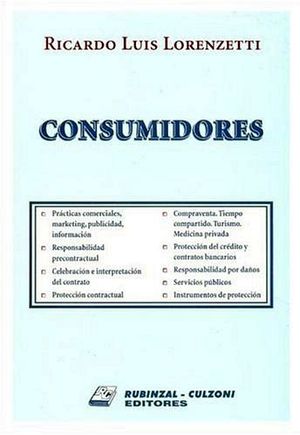 RICARDO LUIS LORENZETTI
CONSUMIDORES
Prácticas comerciales,
marketing, publicidad,
información
Responsabilidad
precontractual
Celebración e interpretación
del contrato
Protección contractual
Compraventa. Tiempo
compartido. Turismo.
Medicina privada
Protección del crédito y
contratos bancarios
Responsabilidad por daños
Servicios públicos
Instrumentos de protección
RC
RUBINZAL - CULZONI
EDITORES